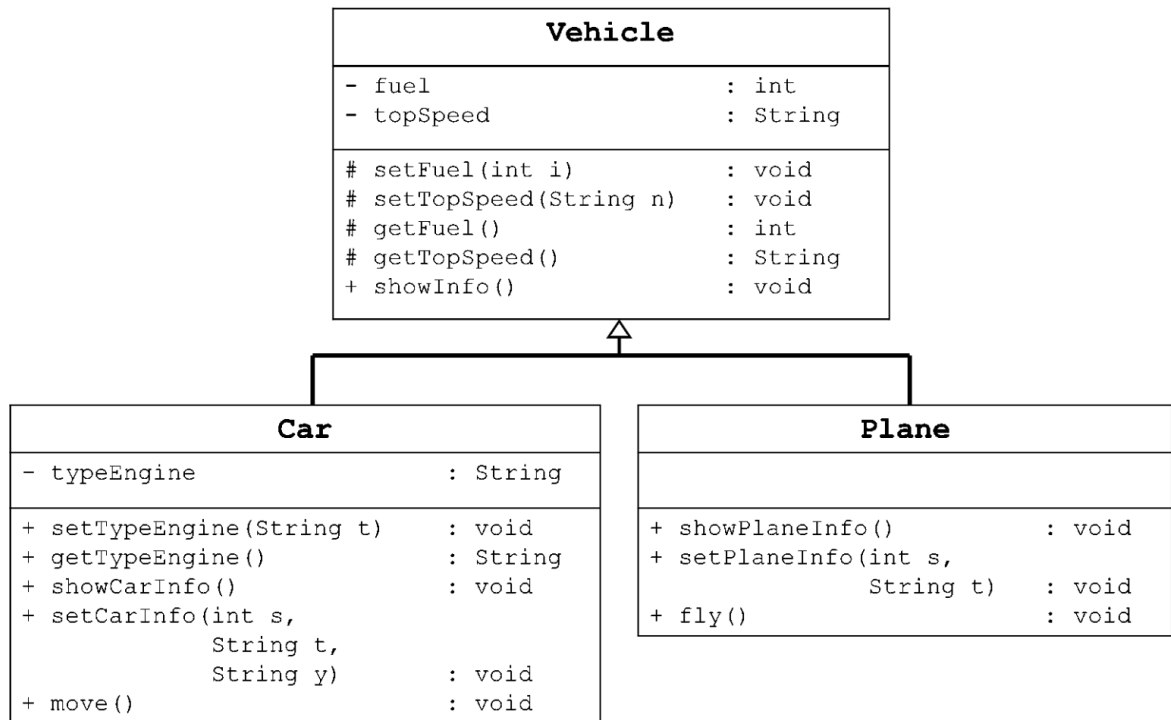 Vehicle
- fuel : int
- topSpeed : String
# setFuel(int i) : void
# setTopSpeed(String n) : void
# getFuel() : int
# getTopSpeed() : String
+ showInfo() : void
Car
- typeEngine : String
+ setTypeEngine(String t) : void
+ getTypeEngine() : String
+ showCarInfo() : void
+ setCarInfo(int s,
String t,
String y) : void
+ move() : void
Plane
+ showPlaneInfo() : void
+ setPlaneInfo(int s,
String t) : void
+ fly() : void